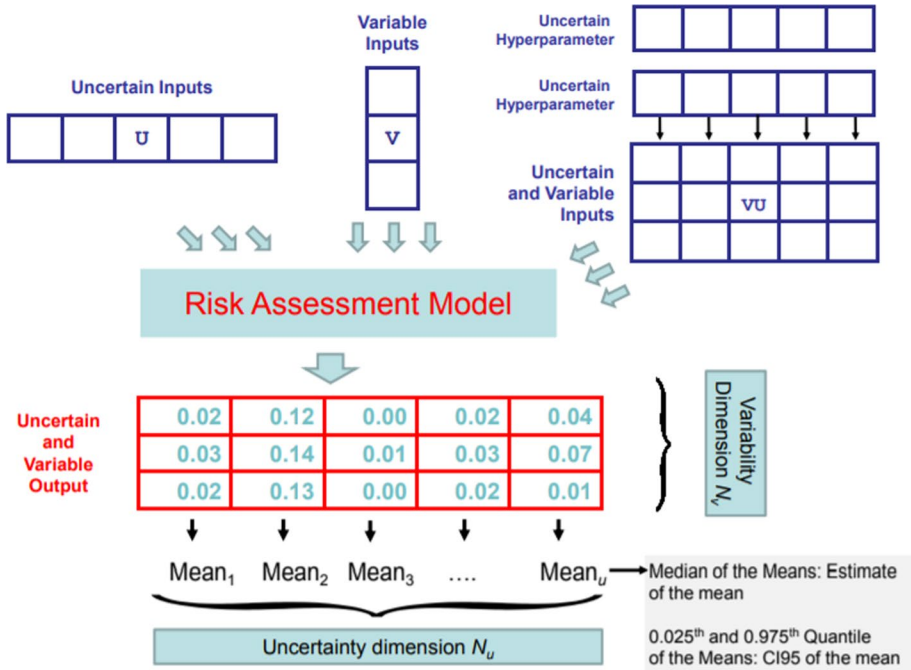 Variable
Inputs
Uncertain
Hyperparameter
Uncertain Inputs
Uncertain
Hyperparameter
U
V
Uncertain
and Variable
Inputs
VU
Risk Assessment Model
Uncertain
and
Variable
Output
0.02 0.12 0.00 0.02 0.04
0.03 0.14 0.01 0.03 0.07
0.02 0.13 0.00 0.02 0.01
Variability
Dimension Nv
Mean1 Mean2 Mean3 .... Meanu
Median of the Means: Estimate
of the mean
0.025th and 0.975th Quantile
of the Means: CI95 of the mean
Uncertainty dimension Nu